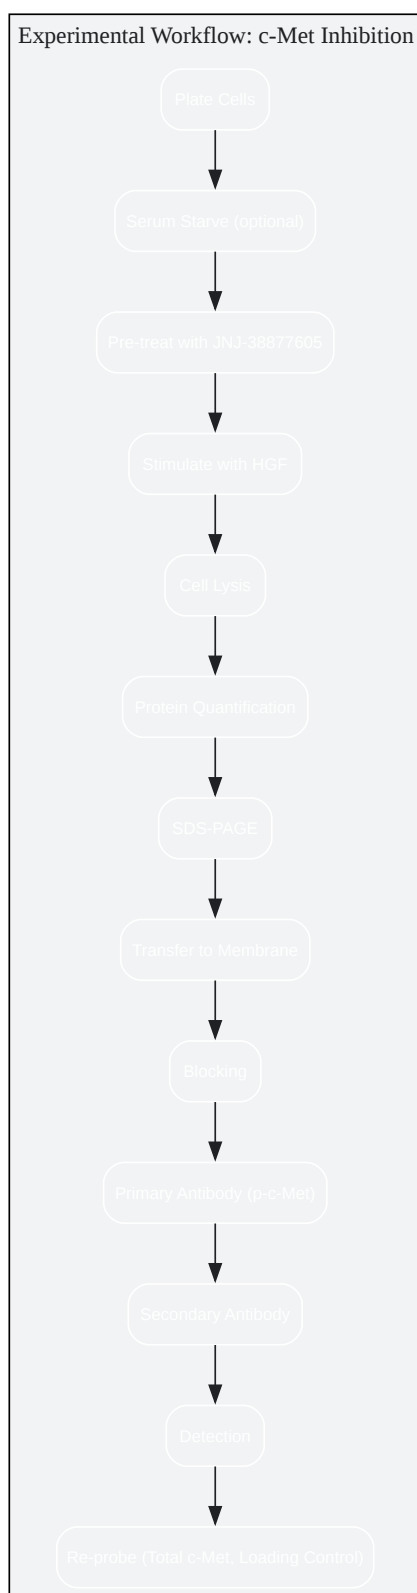 Experimental Workflow: c-Met Inhibition
Plate Cells
Serum Starve (optional)
Pre-treat with JNJ-38877605
Stimulate with HGF
Cell Lysis
Protein Quantification
SDS-PAGE
Transfer to Membrane
Blocking
Primary Antibody (p-c-Met)
Secondary Antibody
Detection
Re-probe (Total c-Met, Loading Control)